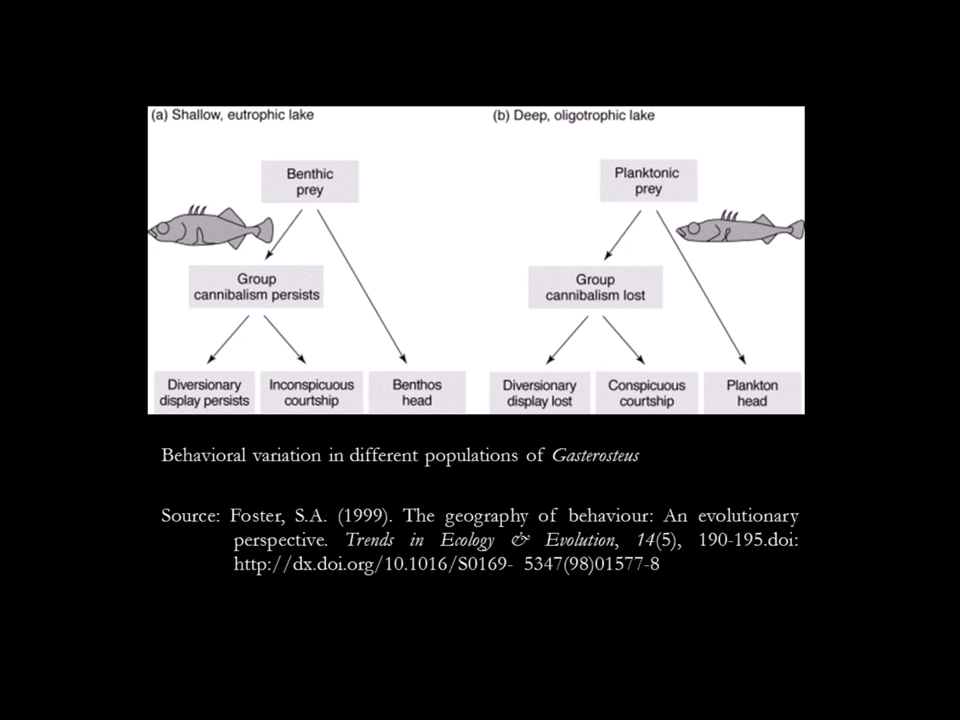 (a) Shallow, eutrophic lake
Benthic
prey
Group
cannibalism persists
Diversionary
display persists
Inconspicuous
courtship
Benthos
head
(b) Deep, oligotrophic lake
Planktonic
prey
Group
cannibalism lost
Diversionary
display lost
Conspicuous
courtship
Plankton
head
Behavioral variation in different populations of Gasterosteus
Source: Foster, S.A. (1999). The geography of behaviour: An evolutionary
perspective. Trends in Ecology & Evolution, 14(5), 190-195.doi:
http://dx.doi.org/10.1016/S0169- 5347(98)01577-8